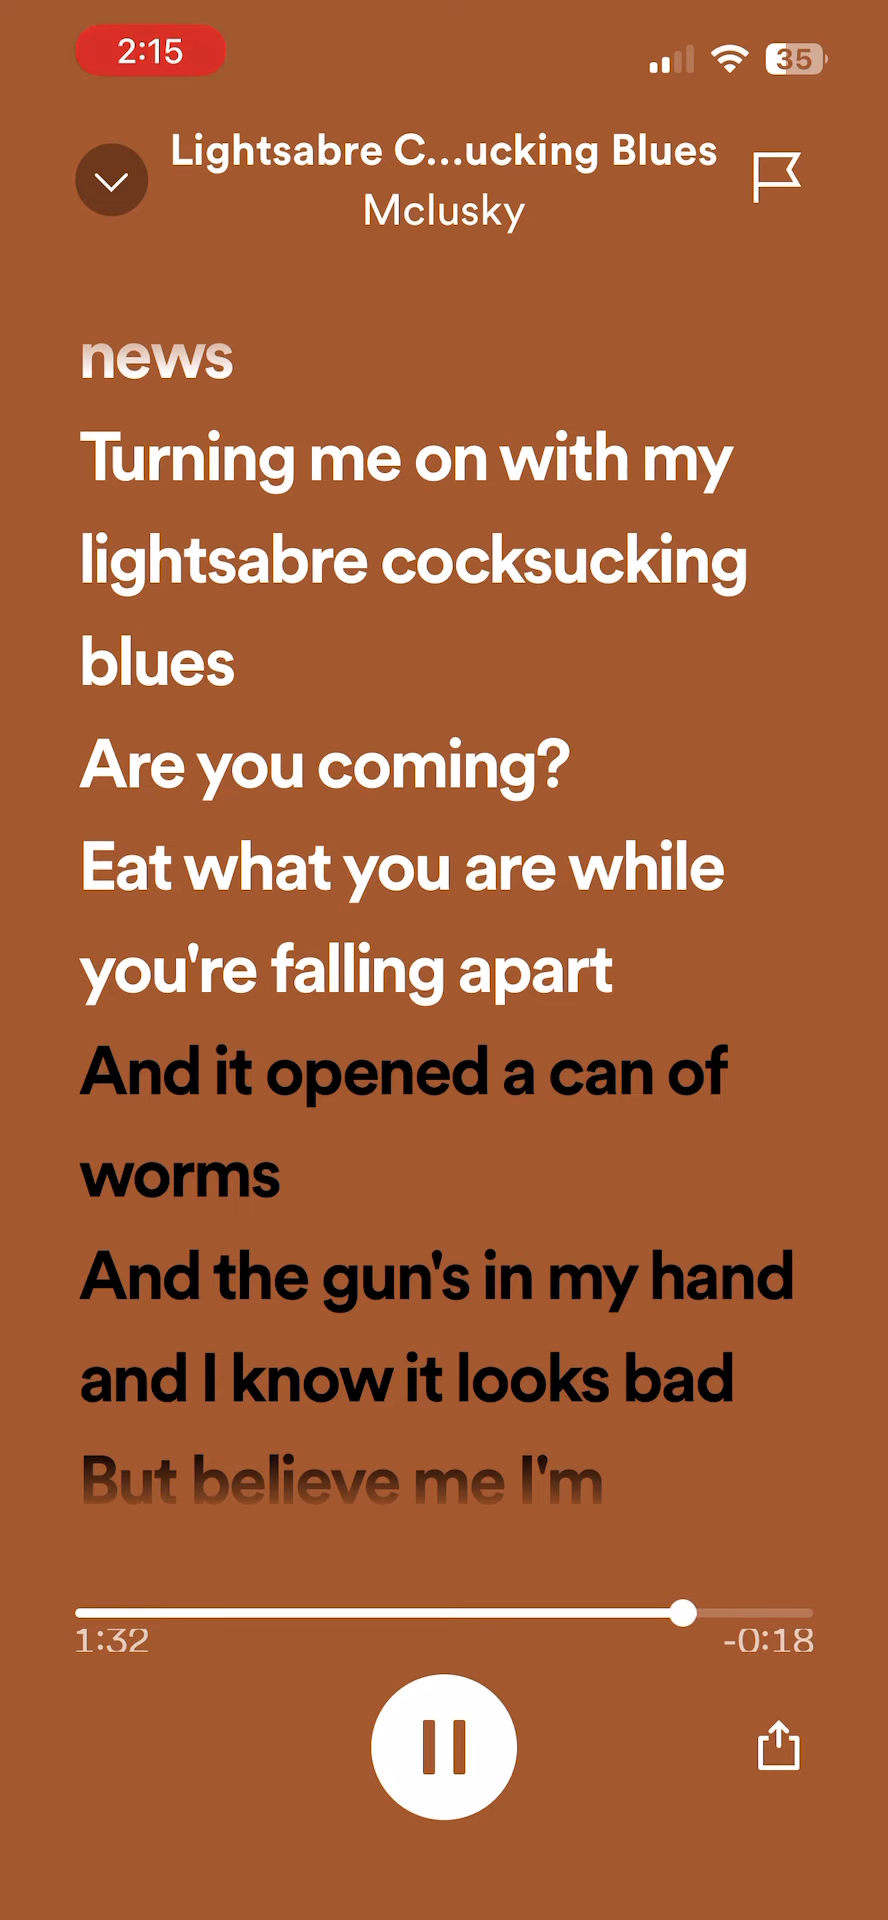 2:15
35
Lightsabre C...ucking Blues
Mclusky
news
Turning me on with my
lightsabre cocksucking
blues
Are you coming?
Eat what you are while
you're falling apart
And it opened a can of
worms
And the gun's in my hand
and I know it looks bad
But believe me I'm
1:32
-0:18